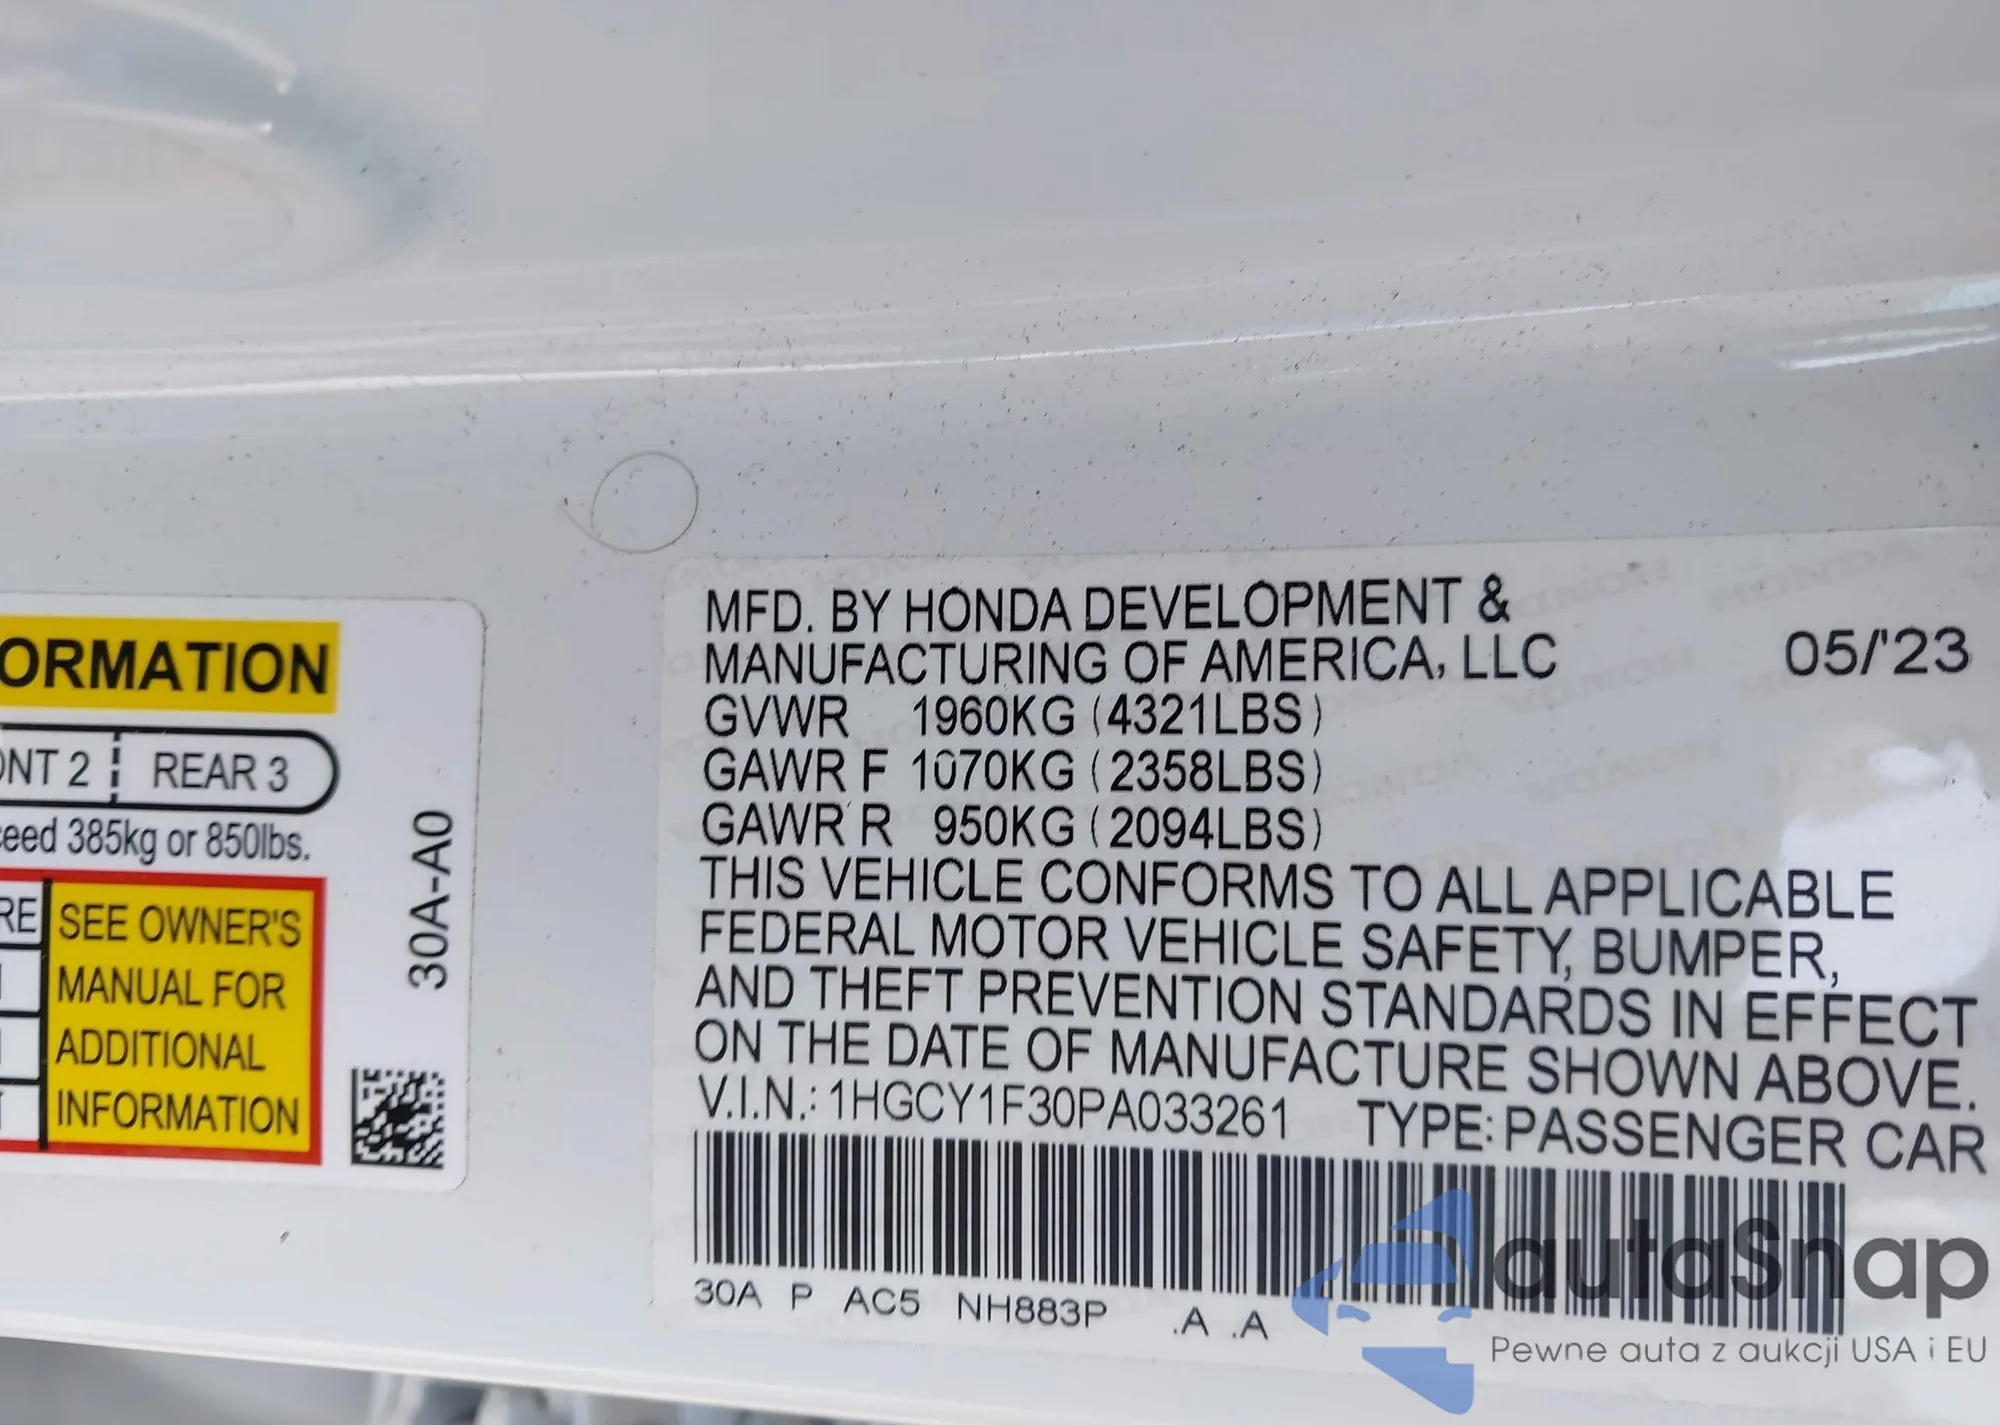 ORMATION
ONT 2 REAR 3
ceed 385kg or 850lbs.
RE
SEE OWNER'S
MANUAL FOR
ADDITIONAL
INFORMATION
30A-A0
MFD. BY HONDA DEVELOPMENT &
MANUFACTURING OF AMERICA, LLC 05/'23
GVWR 1960KG (4321LBS)
GAWR F 1070KG (2358LBS)
GAWR R 950KG (2094LBS)
THIS VEHICLE CONFORMS TO ALL APPLICABLE
FEDERAL MOTOR VEHICLE SAFETY, BUMPER,
AND THEFT PREVENTION STANDARDS IN EFFECT
ON THE DATE OF MANUFACTURE SHOWN ABOVE.
V.I.N.: 1HGCY1F30PA033261 TYPE: PASSENGER CAR
30A P AC5 NH883P .A .A
autaSnap
Pewne auta z aukcji USA i EU